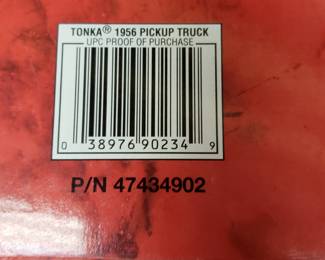 TONKA® 1956 PICKUP TRUCK
UPC PROOF OF PURCHASE
0 38976 90234 9
P/N 47434902